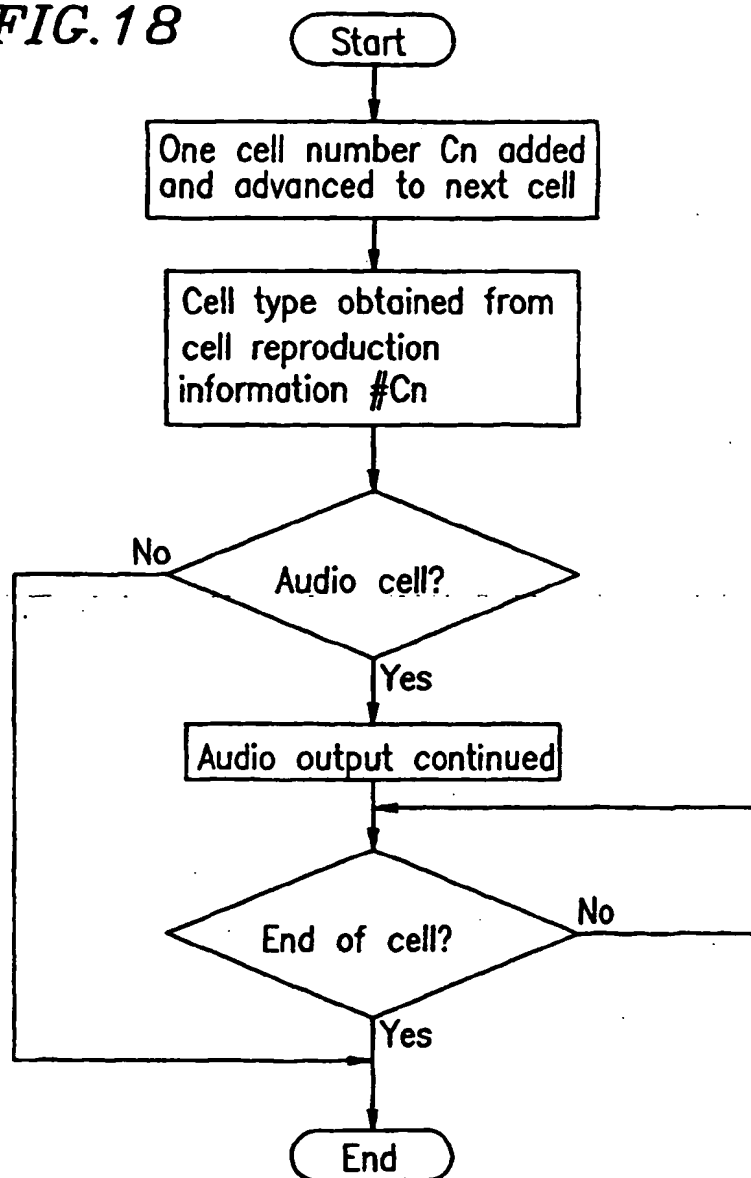 FIG.18
Start
One cell number Cn added
and advanced to next cell
Cell type obtained from
cell reproduction
information #Cn
No
Audio cell?
Yes
Audio output continued
End of cell?
No
Yes
End